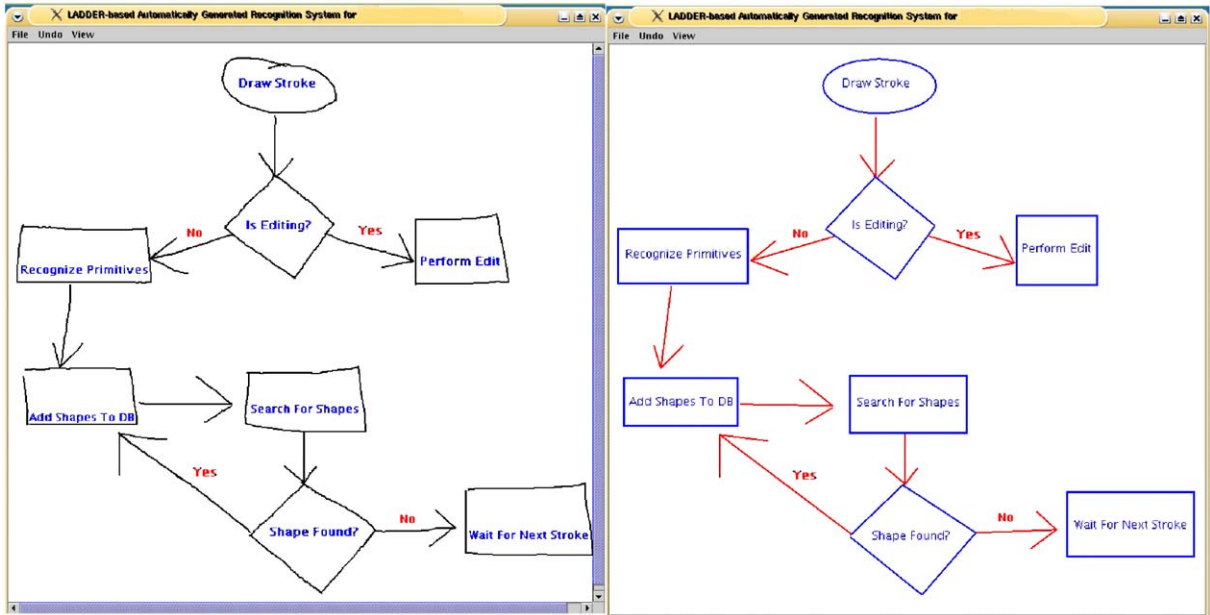 LADDER-based Automatically Generated Recognition System for
File Undo View
Draw Stroke
Is Editing?
No
Yes
Recognize Primitives
Perform Edit
Add Shapes To DB
Search For Shapes
Yes
Shape Found?
No
Wait For Next Stroke
LADDER-based Automatically Generated Recognition System for
File Undo View
Draw Stroke
Is Editing?
No
Yes
Recognize Primitives
Perform Edit
Add Shapes To DB
Search For Shapes
Yes
Shape Found?
No
Wait For Next Stroke